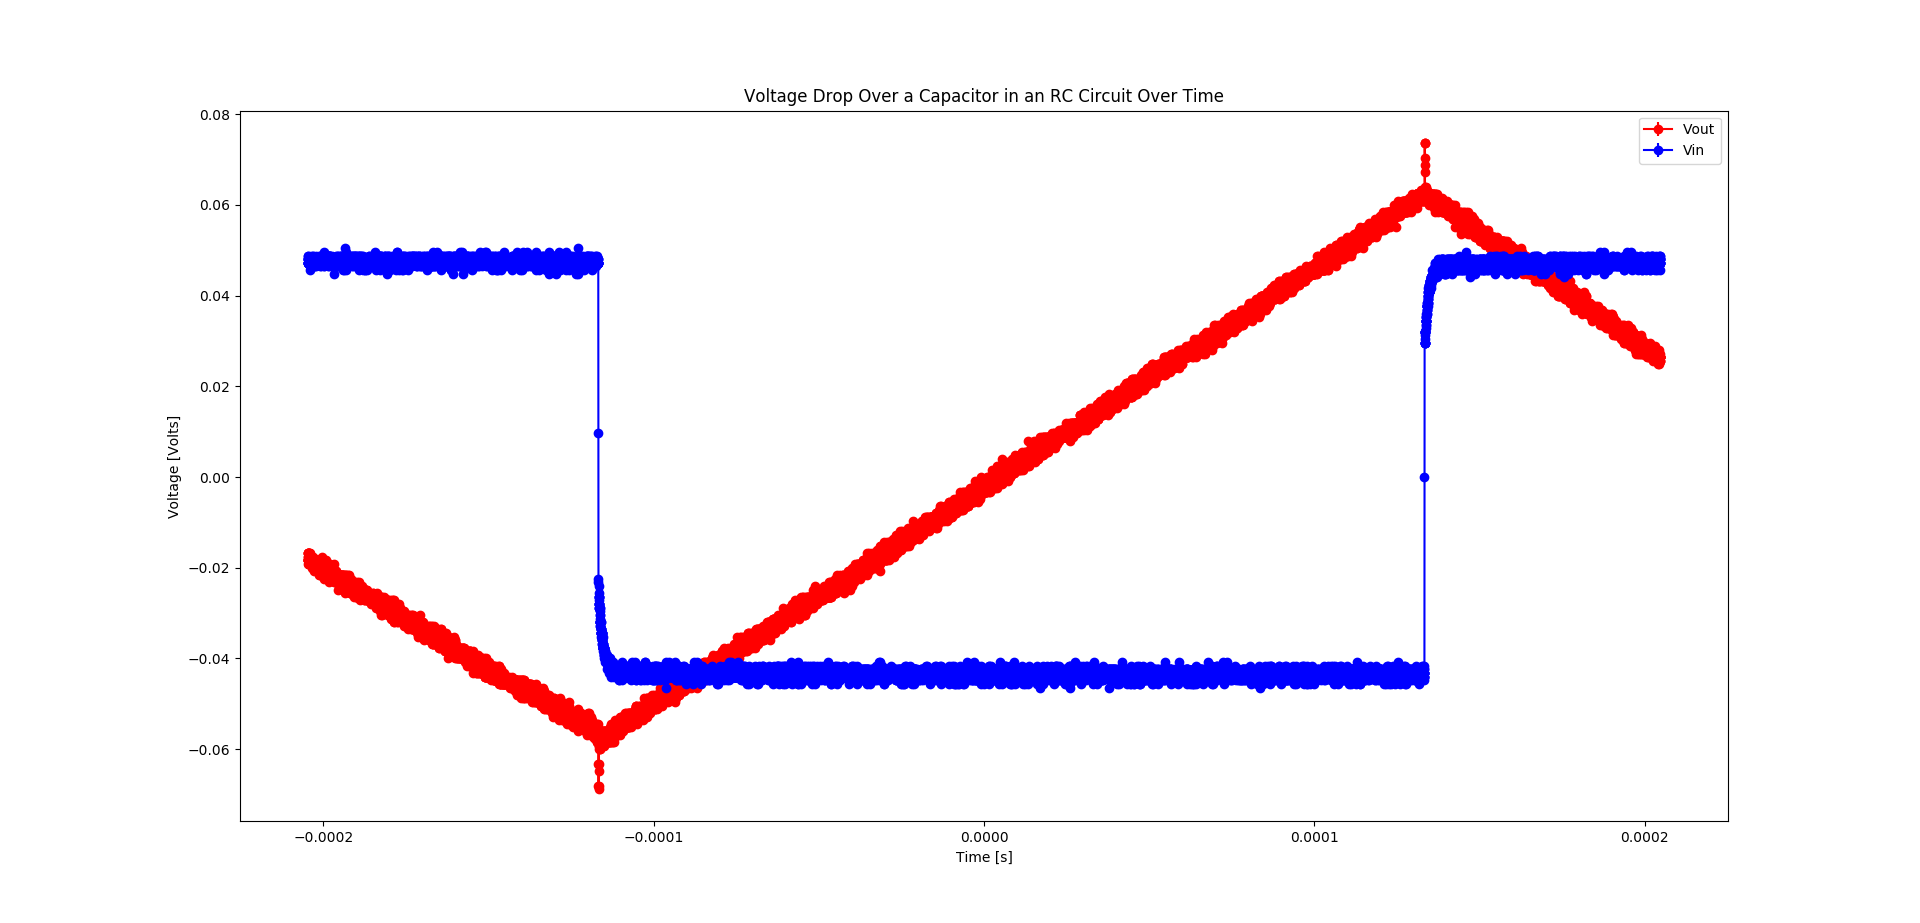 Voltage Drop Over a Capacitor in an RC Circuit Over Time
Vout
Vin
Voltage [Volts]
0.08
0.06
0.04
0.02
0.00
−0.02
−0.04
−0.06
−0.0002
−0.0001
0.0000
0.0001
0.0002
Time [s]